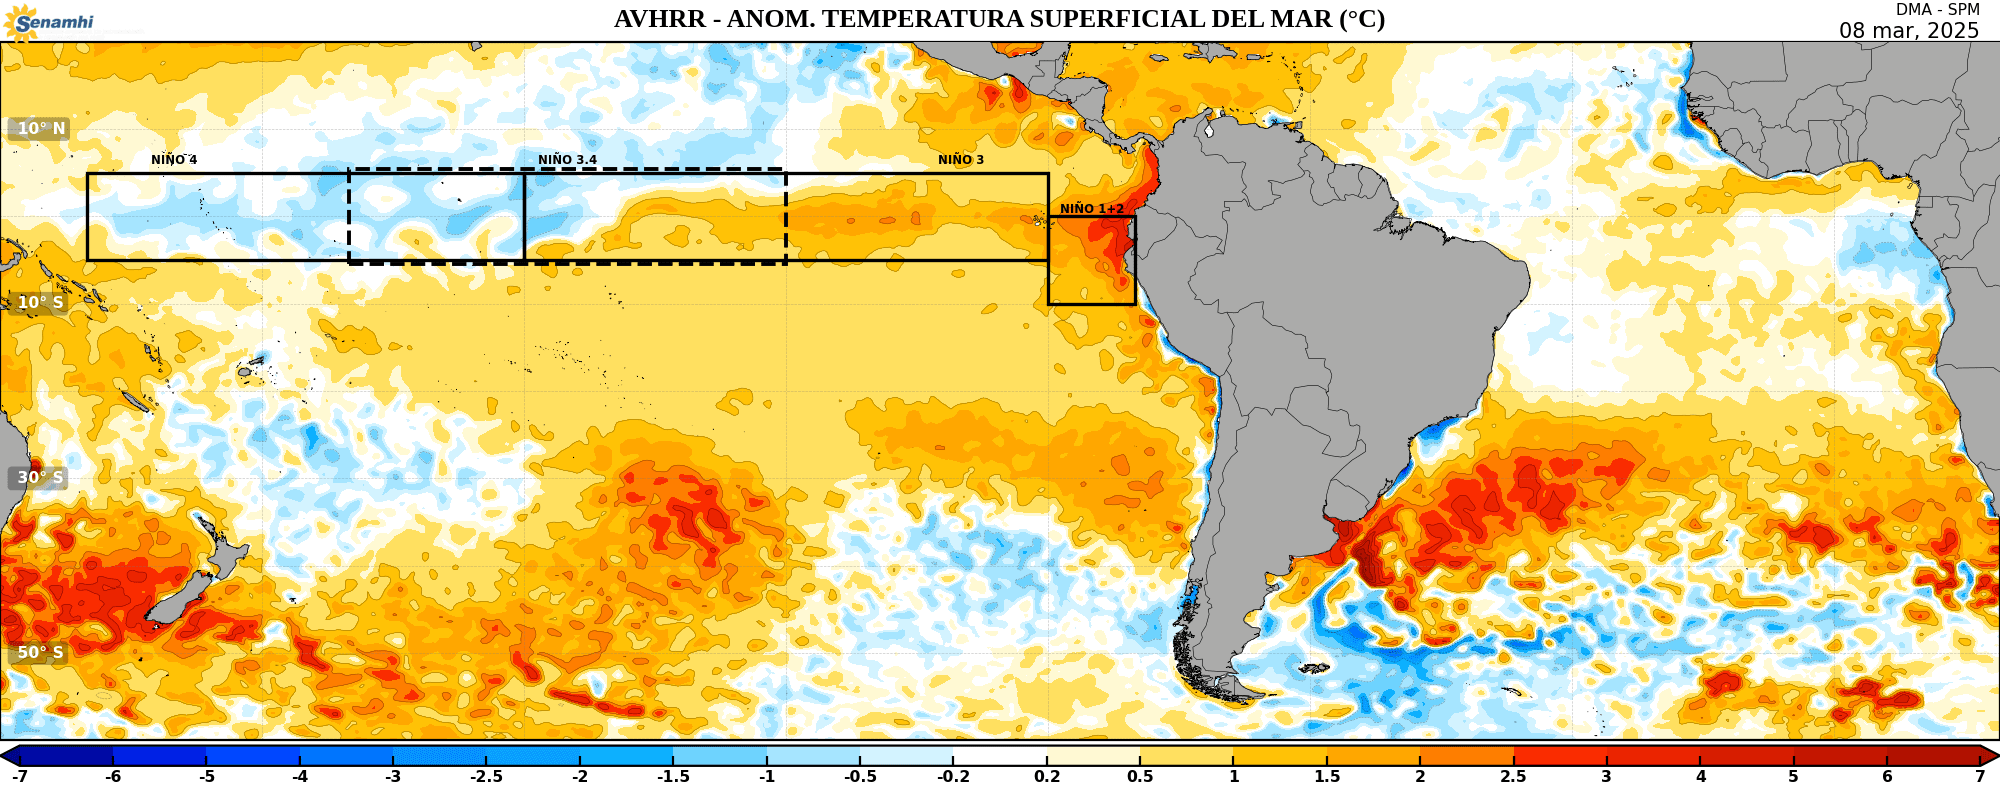 Senamhi
AVHRR - ANOM. TEMPERATURA SUPERFICIAL DEL MAR (°C)
DMA - SPM
08 mar, 2025
10° N
NIÑO 4
NIÑO 3.4
NIÑO 3
NIÑO 1+2
10° S
30° S
50° S
-7 -6 -5 -4 -3 -2.5 -2 -1.5 -1 -0.5 -0.2 0.2 0.5 1 1.5 2 2.5 3 4 5 6 7